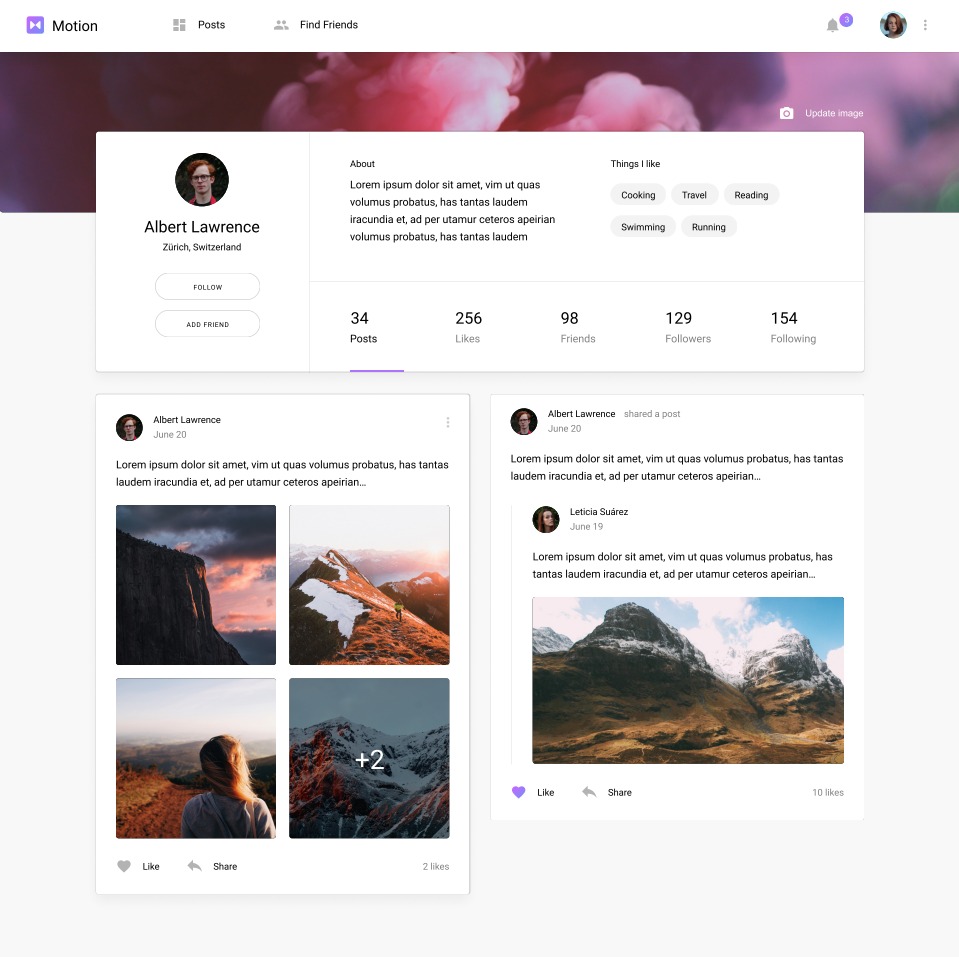 Motion
Posts
Find Friends
3
Update image
Albert Lawrence
Zürich, Switzerland
FOLLOW
ADD FRIEND
About
Lorem ipsum dolor sit amet, vim ut quas
volumus probatus, has tantas laudem
iracundia et, ad per utamur ceteros apeirian
volumus probatus, has tantas laudem
Things I like
Cooking
Travel
Reading
Swimming
Running
34
Posts
256
Likes
98
Friends
129
Followers
154
Following
Albert Lawrence
June 20
Lorem ipsum dolor sit amet, vim ut quas volumus probatus, has tantas
laudem iracundia et, ad per utamur ceteros apeirian…
+2
Like
Share
2 likes
Albert Lawrence shared a post
June 20
Lorem ipsum dolor sit amet, vim ut quas volumus probatus, has tantas
laudem iracundia et, ad per utamur ceteros apeirian…
Leticia Suárez
June 19
Lorem ipsum dolor sit amet, vim ut quas volumus probatus, has
tantas laudem iracundia et, ad per utamur ceteros apeirian…
Like
Share
10 likes